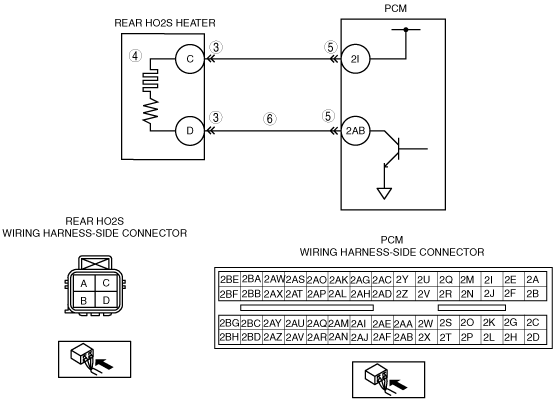 PCM
REAR HO2S HEATER
④ C ③ ⑤ 2I
D ③ ⑥ ⑤ 2AB
REAR HO2S
WIRING HARNESS-SIDE CONNECTOR
A C
B D
PCM
WIRING HARNESS-SIDE CONNECTOR
2BE 2BA 2AW 2AS 2AO 2AK 2AG 2AC 2Y 2U 2Q 2M 2I 2E 2A
2BF 2BB 2AX 2AT 2AP 2AL 2AH 2AD 2Z 2V 2R 2N 2J 2F 2B
2BG 2BC 2AY 2AU 2AQ 2AM 2AI 2AE 2AA 2W 2S 2O 2K 2G 2C
2BH 2BD 2AZ 2AV 2AR 2AN 2AJ 2AF 2AB 2X 2T 2P 2L 2H 2D